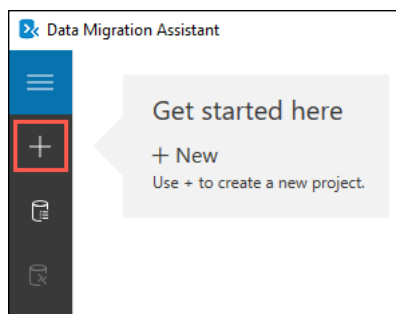 Data Migration Assistant
Get started here
+ New
Use + to create a new project.